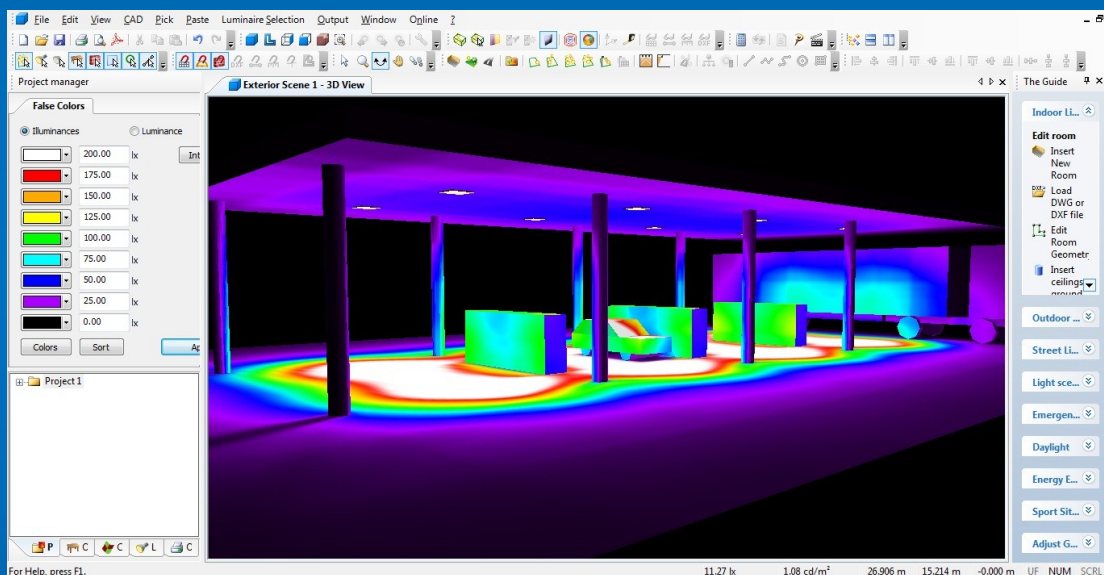 File Edit View CAD Pick Paste Luminaire Selection Output Window Online ?
Project manager
Exterior Scene 1 - 3D View
The Guide
False Colors
Illuminances Luminance
200.00 lx Int
175.00 lx
150.00 lx
125.00 lx
100.00 lx
75.00 lx
50.00 lx
25.00 lx
0.00 lx
Colors Sort Ap
Project 1
P C C L C
Indoor Li...
Edit room
Insert
New
Room
Load
DWG or
DXF file
Edit
Room
Geometr
Insert
ceilings
ground
Outdoor ...
Street Li...
Light sce...
Emergen...
Daylight
Energy E...
Sport Sit...
Adjust G...
For Help, press F1.
11.27 lx 1.08 cd/m² 26.906 m 15.214 m -0.000 m UF NUM SCRL